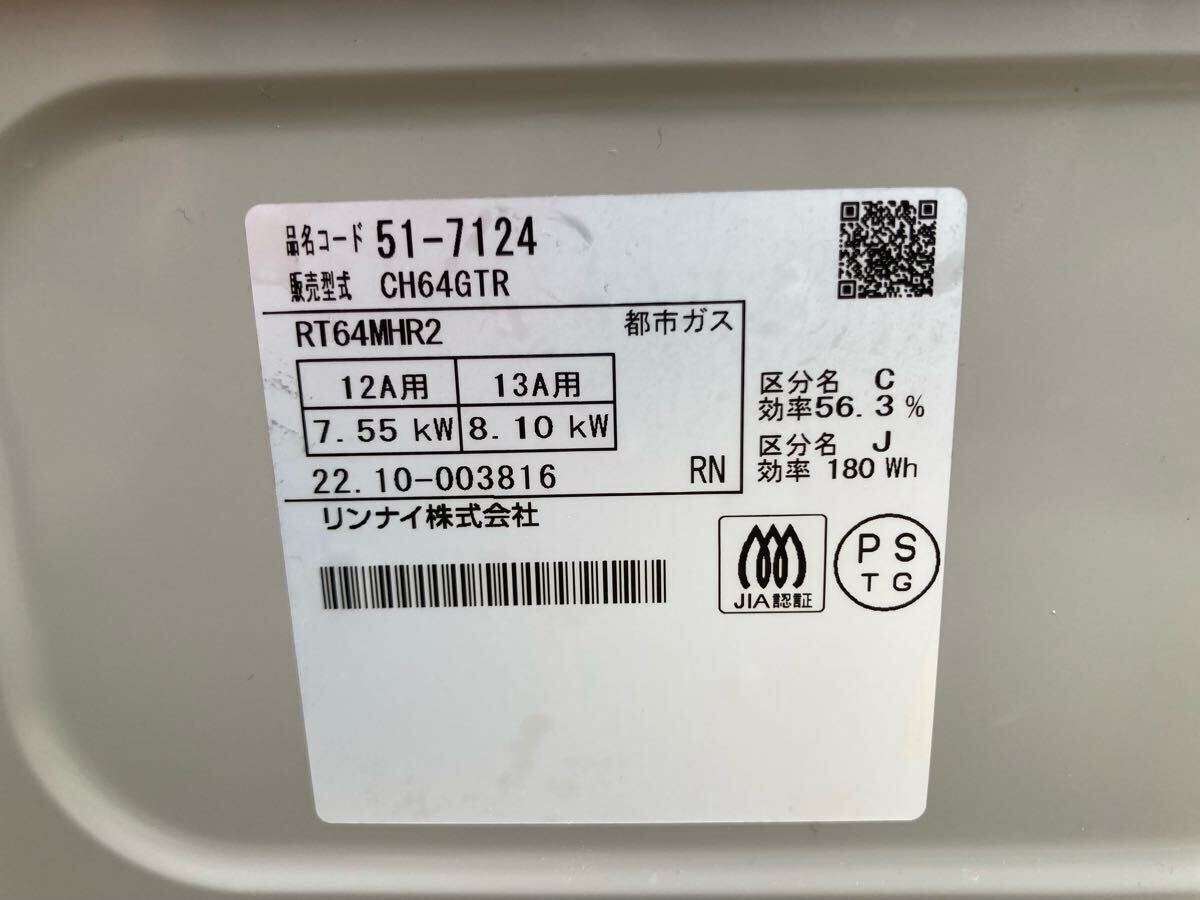 品名コード 51-7124
販売型式 CH64GTR
RT64MHR2 都市ガス
12A用 13A用
7.55 kW 8.10 kW
22.10-003816 RN
リンナイ株式会社
区分名 C
効率56.3 %
区分名 J
効率 180 Wh
JIA認証
PS
TG